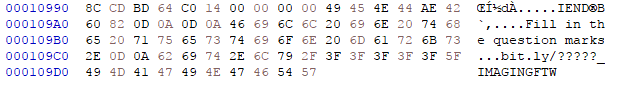 00010990 8C CD BD 64 C0 14 00 00 00 00 49 45 4E 44 AE 42 ŒÍ½dÀ.....IEND®B
000109A0 60 82 0D 0A 0D 0A 46 69 6C 6C 20 69 6E 20 74 68 `‚....Fill in th
000109B0 65 20 71 75 65 73 74 69 6F 6E 20 6D 61 72 6B 73 e question marks
000109C0 2E 0D 0A 62 69 74 2E 6C 79 2F 3F 3F 3F 3F 3F 5F ...bit.ly/?????_
000109D0 49 4D 41 47 49 4E 47 46 54 57 IMAGINGFTW